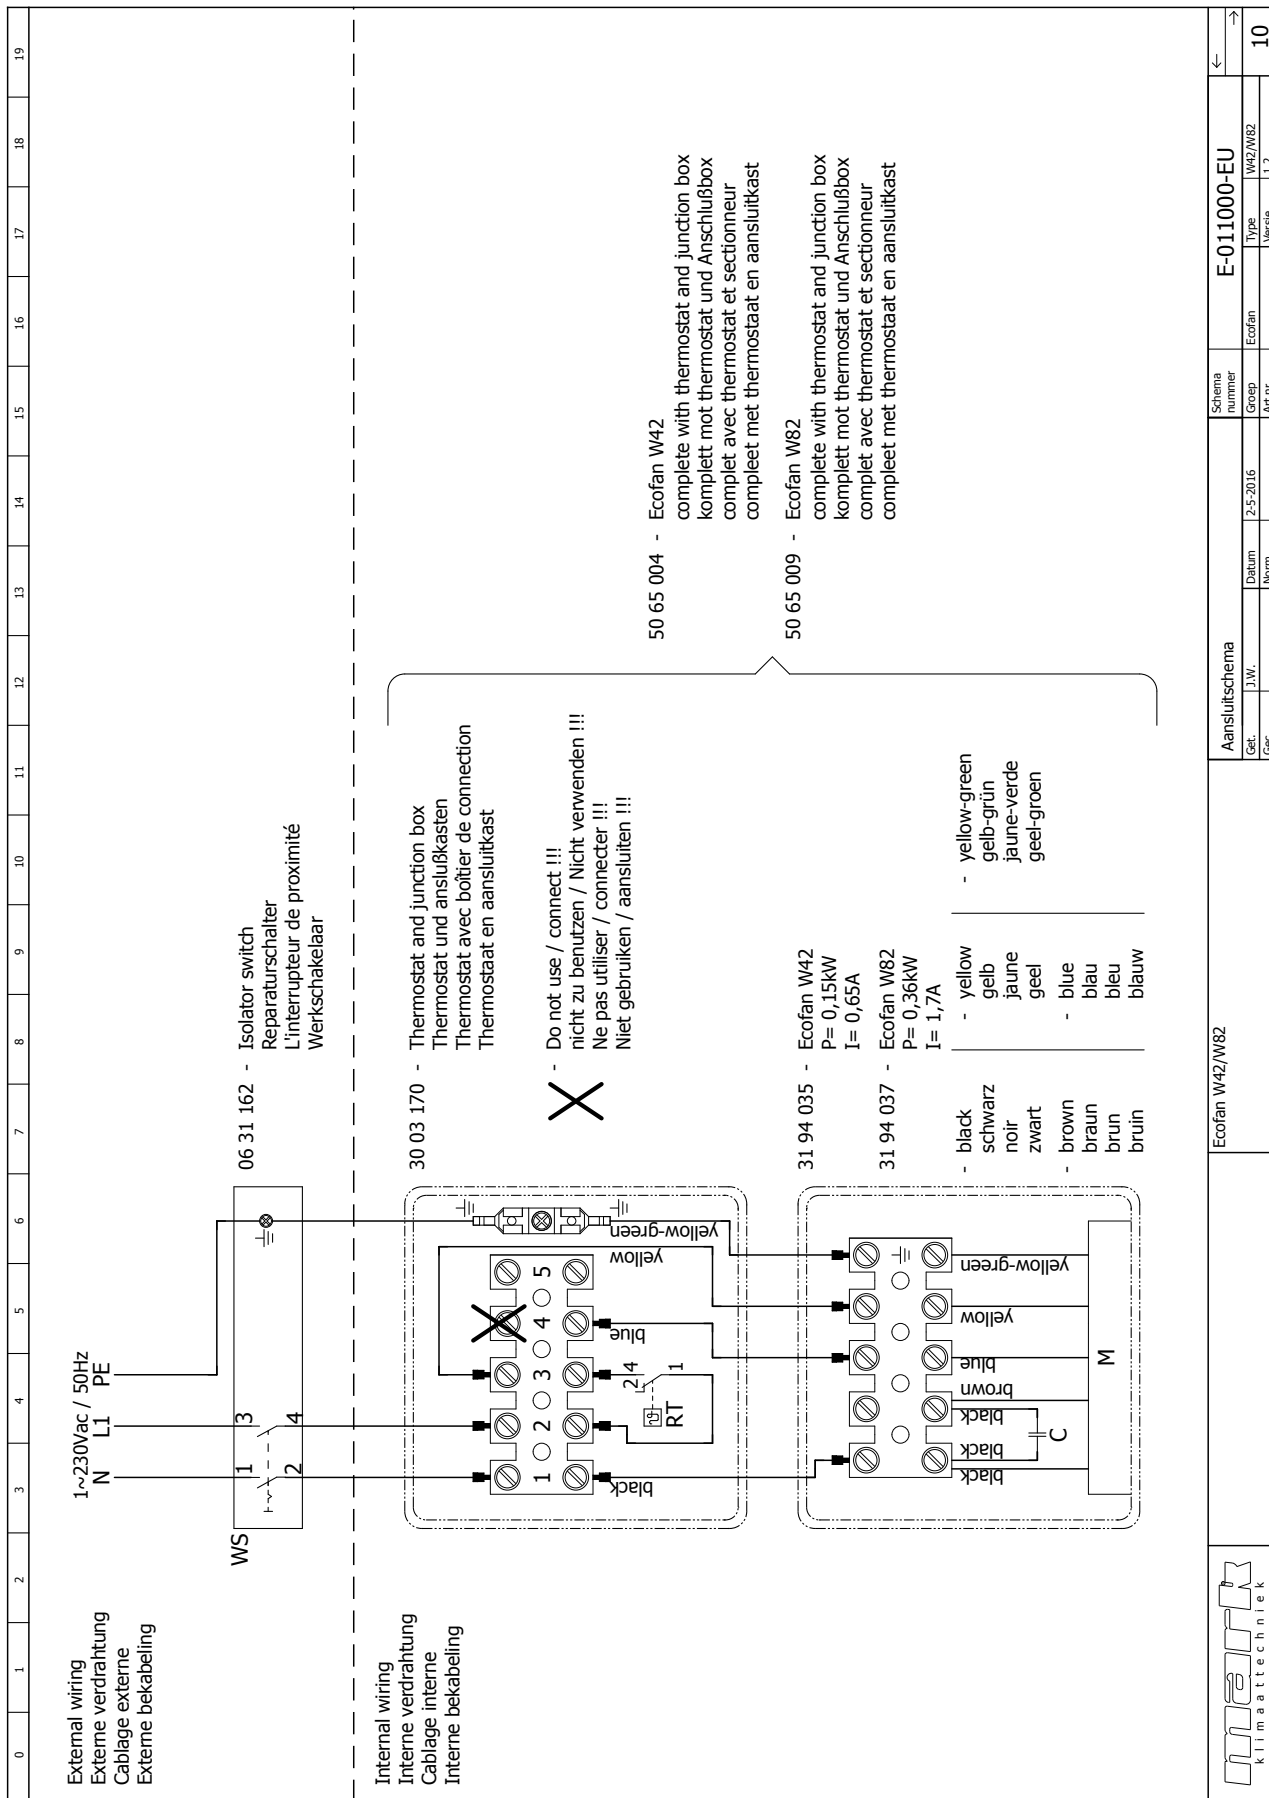 0 1 2 3 4 5 6 7 8 9 10 11 12 13 14 15 16 17 18 19
External wiring
Externe verdrahtung
Cablage externe
Externe bekabeling
1~230Vac / 50Hz
N L1 PE
WS
1 3
2 4
06 31 162 - Isolator switch
Reparaturschalter
L'interrupteur de proximité
Werkschakelaar
Internal wiring
Interne verdrahtung
Cablage interne
Interne bekabeling
30 03 170 - Thermostat and junction box
Thermostat und anslußkasten
Thermostat avec boîtier de connection
Thermostaat en aansluitkast
1 2 3 4 5
black
blue
yellow
yellow-green
2 4
1
RT
- Do not use / connect !!!
nicht zu benutzen / Nicht verwenden !!!
Ne pas utiliser / connecter !!!
Niet gebruiken / aansluiten !!!
50 65 004 - Ecofan W42
complete with thermostat and junction box
komplett mot thermostat und Anschlußbox
complet avec thermostat et sectionneur
compleet met thermostaat en aansluitkast
50 65 009 - Ecofan W82
complete with thermostat and junction box
komplett mot thermostat und Anschlußbox
complet avec thermostat et sectionneur
compleet met thermostaat en aansluitkast
black
black
black
brown
blue
yellow
yellow-green
C
M
31 94 035 - Ecofan W42
P= 0,15kW
I= 0,65A
31 94 037 - Ecofan W82
P= 0,36kW
I= 1,7A
- black
schwarz
noir
zwart
- brown
braun
brun
bruin
- yellow
gelb
jaune
geel
- blue
blau
bleu
blauw
- yellow-green
gelb-grün
jaune-verde
geel-groen
mark
klimaattechniek
Ecofan W42/W82
Aansluitschema
Schema nummer
E-011000-EU
← →
Get. J.W. Datum 2-5-2016 Groep Ecofan Type W42/W82
10
Gec. Norm Art.nr. Versie 1.2